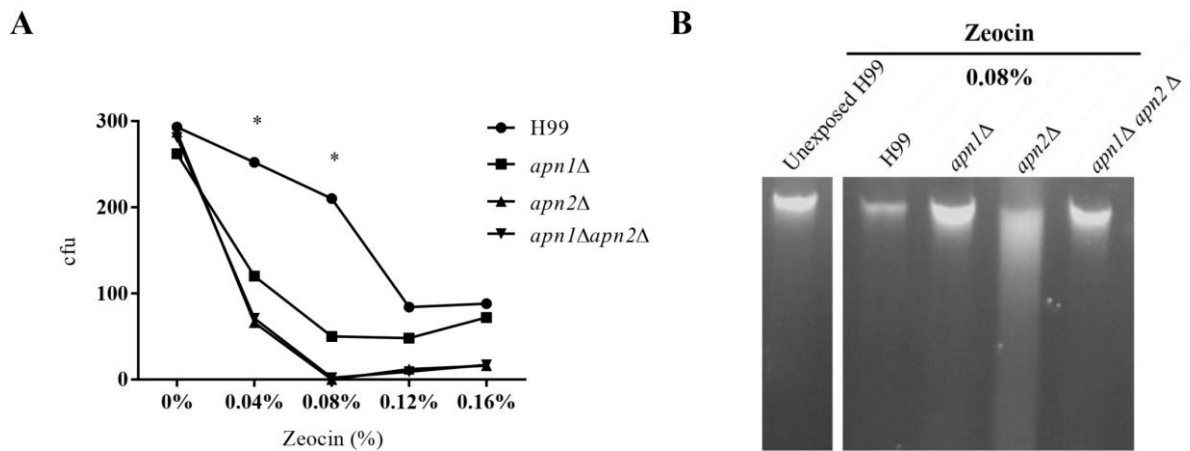 A
300
200
100
0
cfu
0%
0.04%
0.08%
0.12%
0.16%
Zeocin (%)
*
*
H99
apn1Δ
apn2Δ
apn1Δapn2Δ
B
Zeocin
0.08%
Unexposed H99
H99
apn1Δ
apn2Δ
apn1Δ apn2 Δ